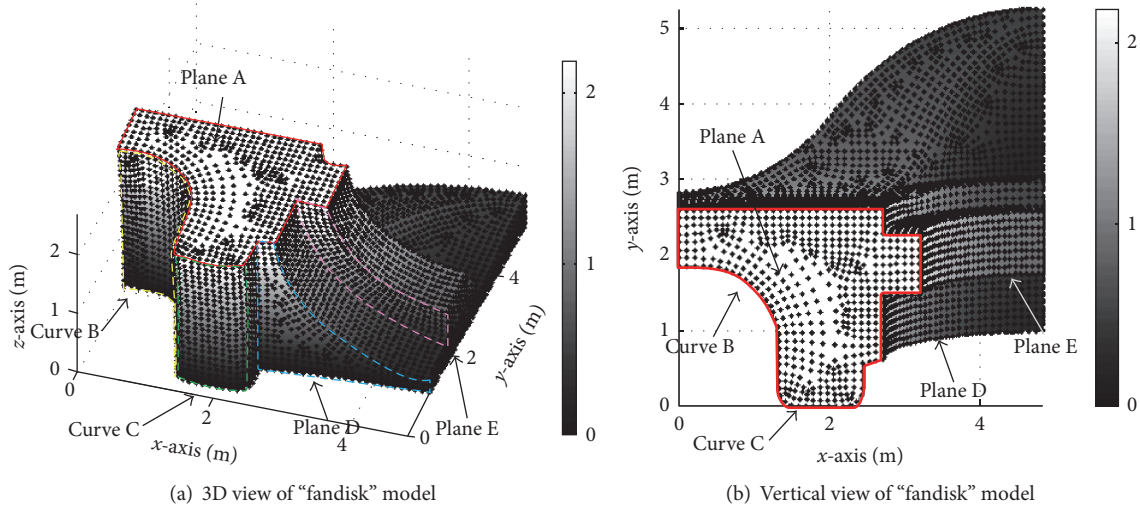 Plane A
2
1
0
2
1
0
z-axis (m)
0
2
4
x-axis (m)
0
2
4
y-axis (m)
Curve B
Curve C
Plane D
Plane E
(a) 3D view of “fandisk” model
5
4
3
2
1
0
y-axis (m)
0
2
4
x-axis (m)
Plane A
Curve B
Curve C
Plane D
Plane E
2
1
0
(b) Vertical view of “fandisk” model